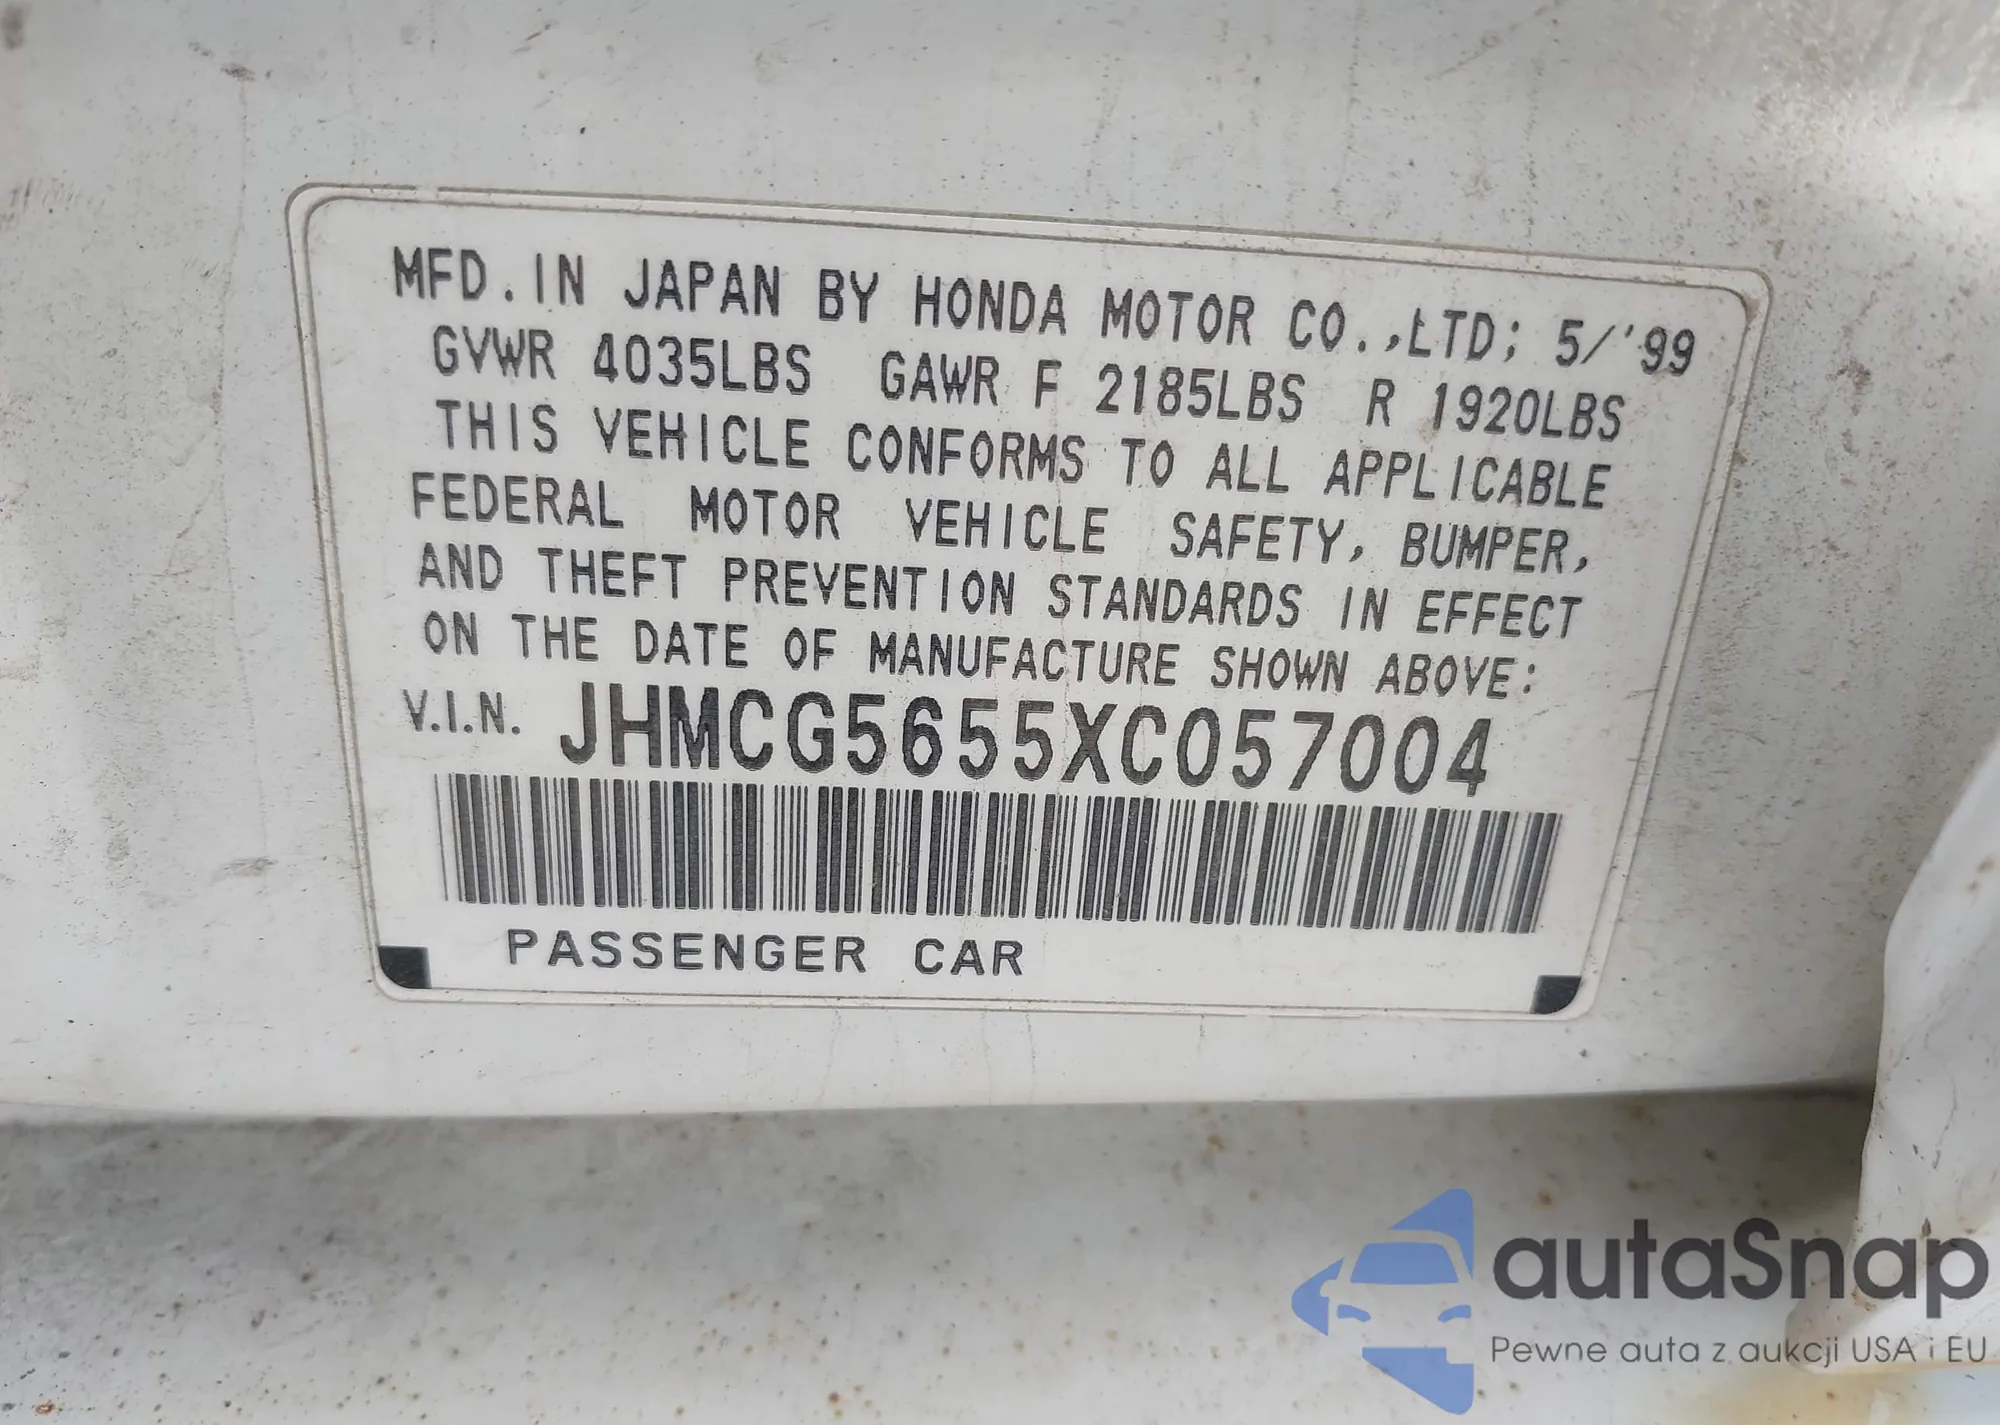 MFD. IN JAPAN BY HONDA MOTOR CO., LTD; 5/'99
GVWR 4035LBS GAWR F 2185LBS R 1920LBS
THIS VEHICLE CONFORMS TO ALL APPLICABLE
FEDERAL MOTOR VEHICLE SAFETY, BUMPER,
AND THEFT PREVENTION STANDARDS IN EFFECT
ON THE DATE OF MANUFACTURE SHOWN ABOVE:
V.I.N. JHMCG5655XC057004
PASSENGER CAR
autaSnap
Pewne auta z aukcji USA i EU